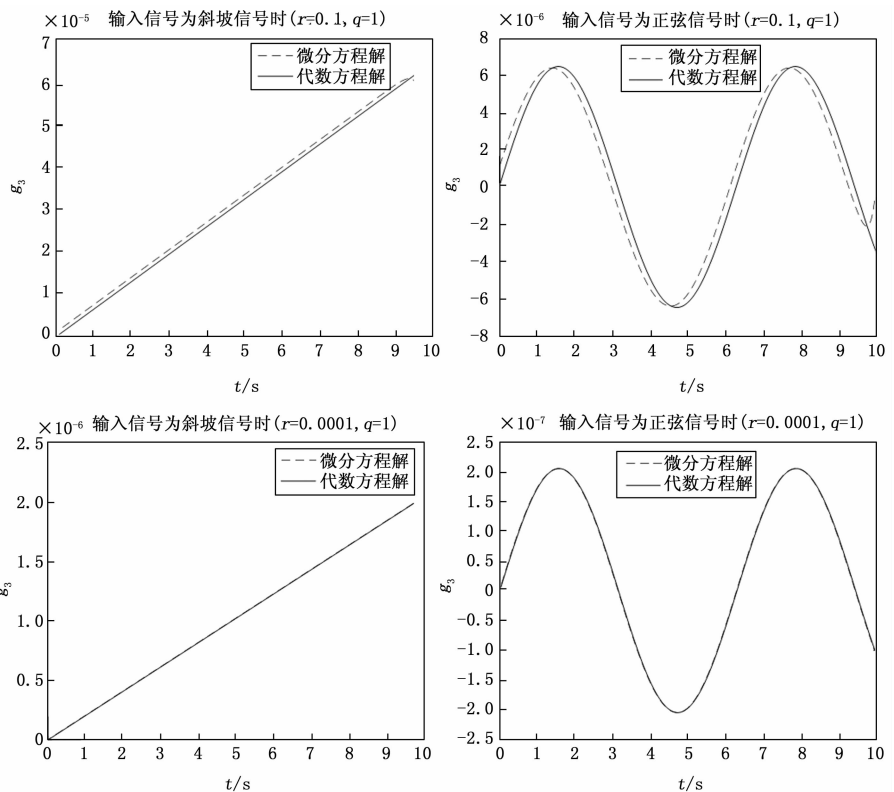 ×10⁻⁵ 输入信号为斜坡信号时(r=0.1, q=1)
7
6
5
4
3
2
1
0
g₃
微分方程解
代数方程解
0 1 2 3 4 5 6 7 8 9 10
t/s
×10⁻⁶ 输入信号为正弦信号时(r=0.1, q=1)
8
6
4
2
0
−2
−4
−6
−8
g₃
微分方程解
代数方程解
0 1 2 3 4 5 6 7 8 9 10
t/s
×10⁻⁶ 输入信号为斜坡信号时(r=0.0001, q=1)
2.5
2.0
1.5
1.0
0.5
0
g₃
微分方程解
代数方程解
0 1 2 3 4 5 6 7 8 9 10
t/s
×10⁻⁷ 输入信号为正弦信号时(r=0.0001, q=1)
2.5
2.0
1.5
1.0
0.5
0
−0.5
−1.0
−1.5
−2.0
−2.5
g₃
微分方程解
代数方程解
0 1 2 3 4 5 6 7 8 9 10
t/s